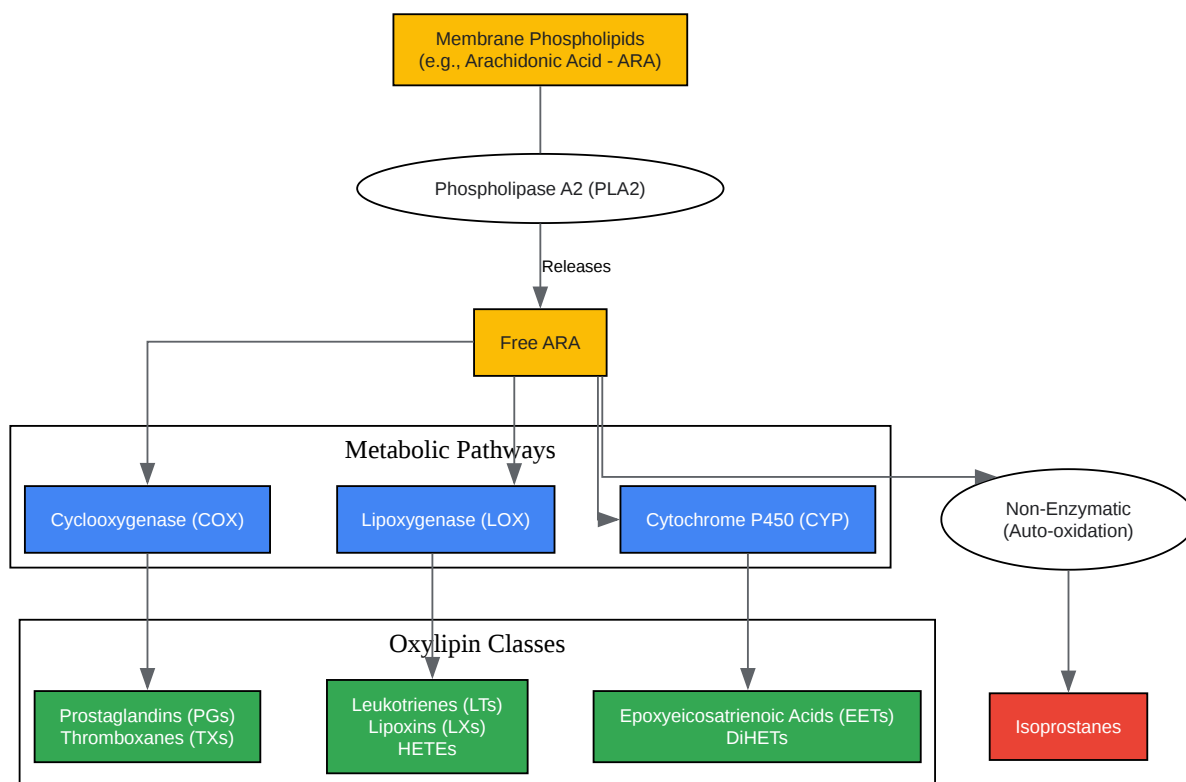 Membrane Phospholipids
(e.g., Arachidonic Acid - ARA)
Phospholipase A2 (PLA2)
Releases
Free ARA
Metabolic Pathways
Cyclooxygenase (COX)
Lipoxygenase (LOX)
Cytochrome P450 (CYP)
Non-Enzymatic
(Auto-oxidation)
Oxylipin Classes
Prostaglandins (PGs)
Thromboxanes (TXs)
Leukotrienes (LTs)
Lipoxins (LXs)
HETEs
Epoxyeicosatrienoic Acids (EETs)
DiHETs
Isoprostanes